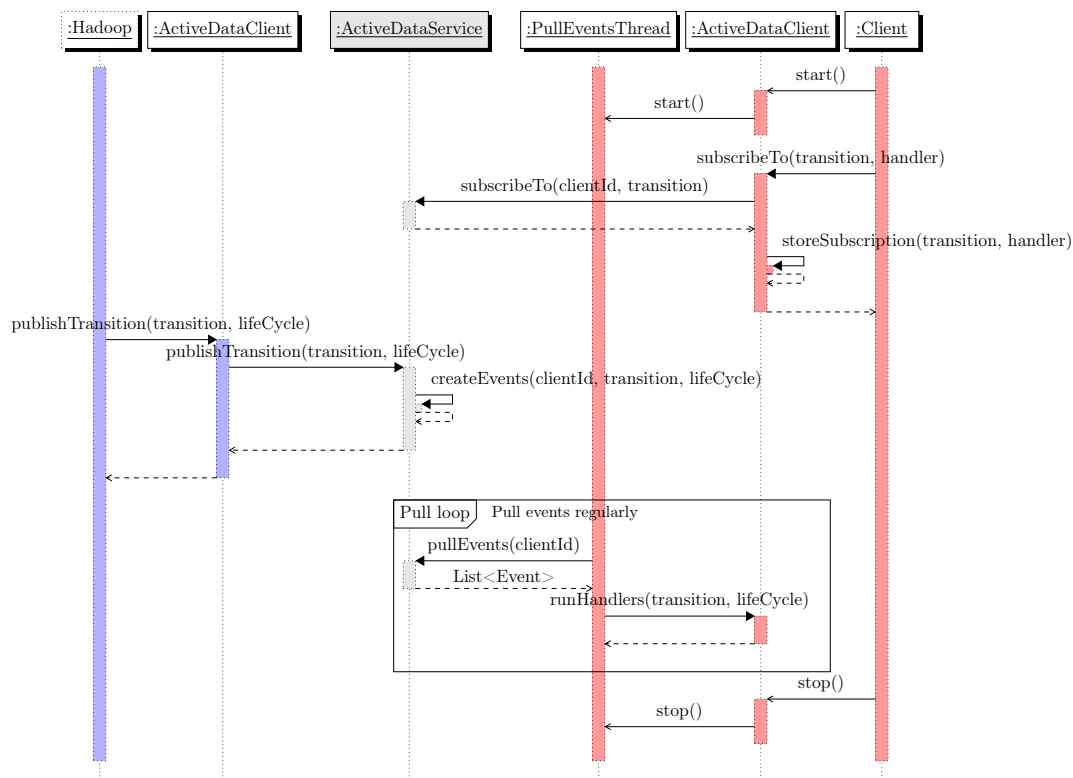 :Hadoop
:ActiveDataClient
:ActiveDataService
:PullEventsThread
:ActiveDataClient
:Client
start()
start()
subscribeTo(transition, handler)
subscribeTo(clientId, transition)
storeSubscription(transition, handler)
publishTransition(transition, lifeCycle)
publishTransition(transition, lifeCycle)
createEvents(clientId, transition, lifeCycle)
Pull loop
Pull events regularly
pullEvents(clientId)
List<Event>
runHandlers(transition, lifeCycle)
stop()
stop()